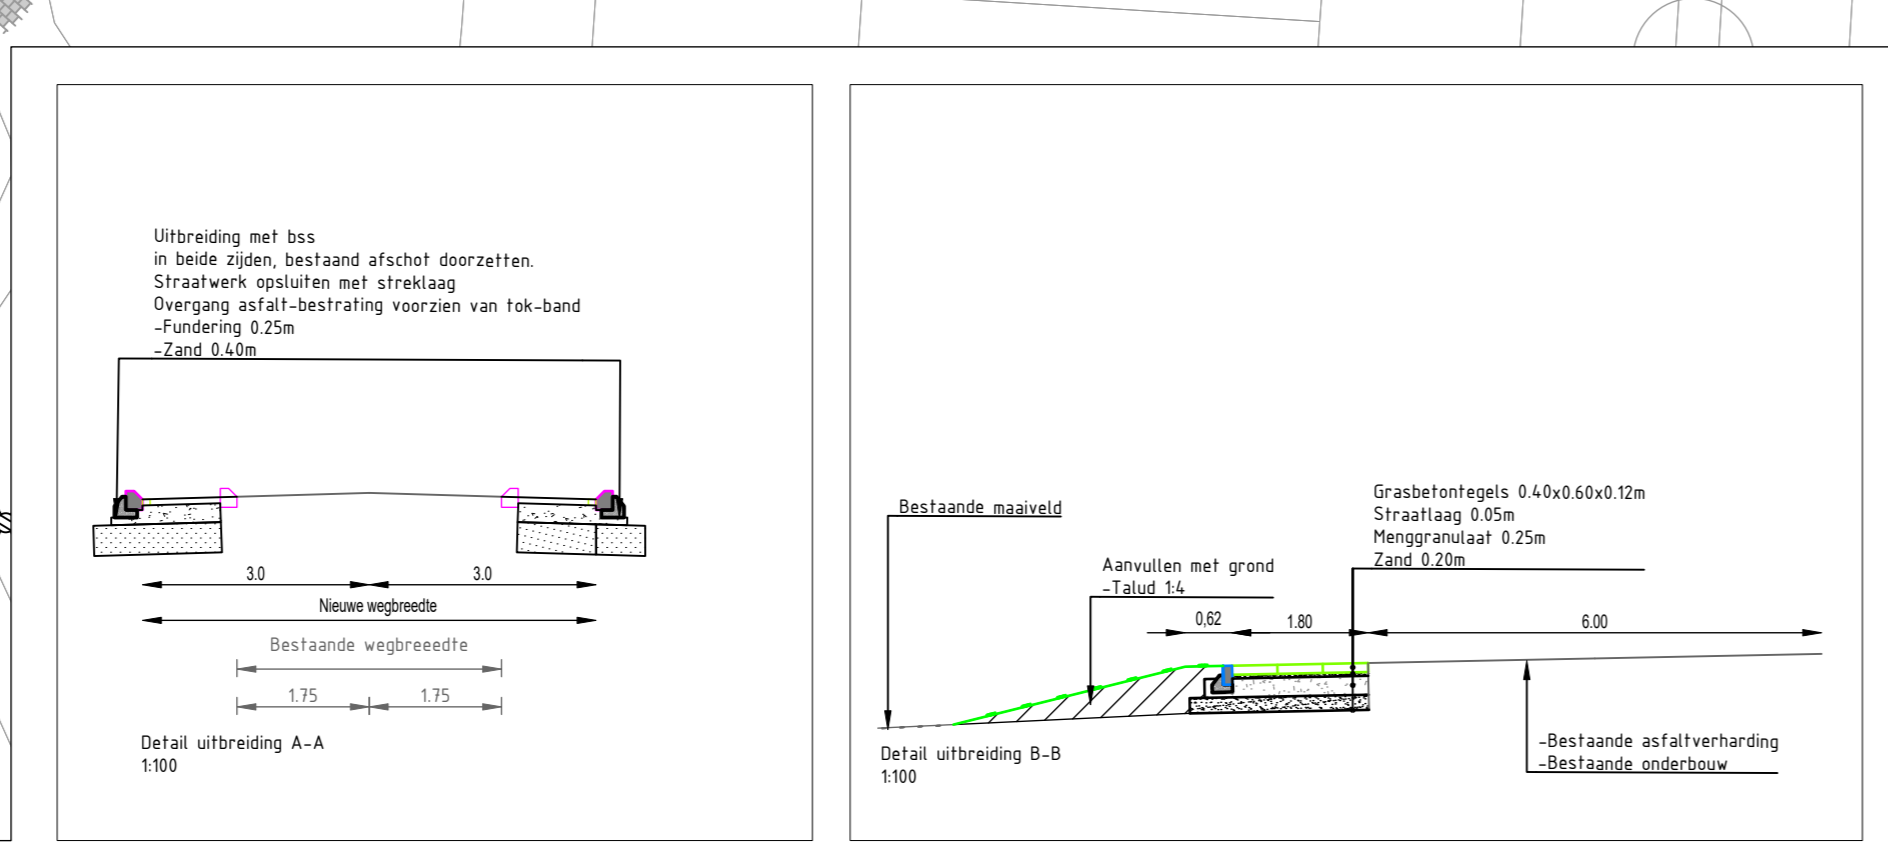 Uitbreiding met bss
in beide zijden, bestaand afschot doorzetten.
Straatwerk opsluiten met streklaag
Overgang asfalt-bestrating voorzien van tok-band
-Fundering 0.25m
-Zand 0.40m
3.0 3.0
Nieuwe wegbreedte
Bestaande wegbreeedte
1.75 1.75
Detail uitbreiding A-A
1:100
Bestaande maaiveld
Aanvullen met grond
-Talud 1:4
Grasbetontegels 0.40x0.60x0.12m
Straatlaag 0.05m
Menggranulaat 0.25m
Zand 0.20m
0,62 1.80 6.00
Detail uitbreiding B-B
1:100
-Bestaande asfaltverharding
-Bestaande onderbouw